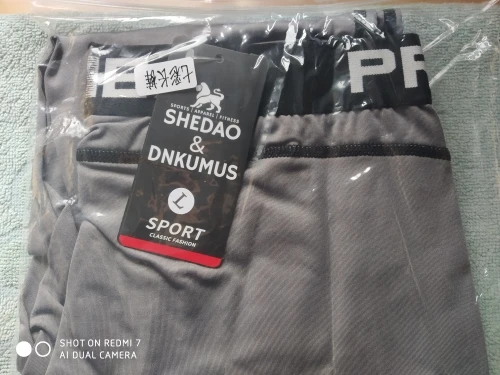 七彩长裤
PR
SPORTS | APPAREL | FITNESS
SHEDAO
&
DNKUMUS
L
SPORT
CLASSIC FASHION
SHOT ON REDMI 7
AI DUAL CAMERA